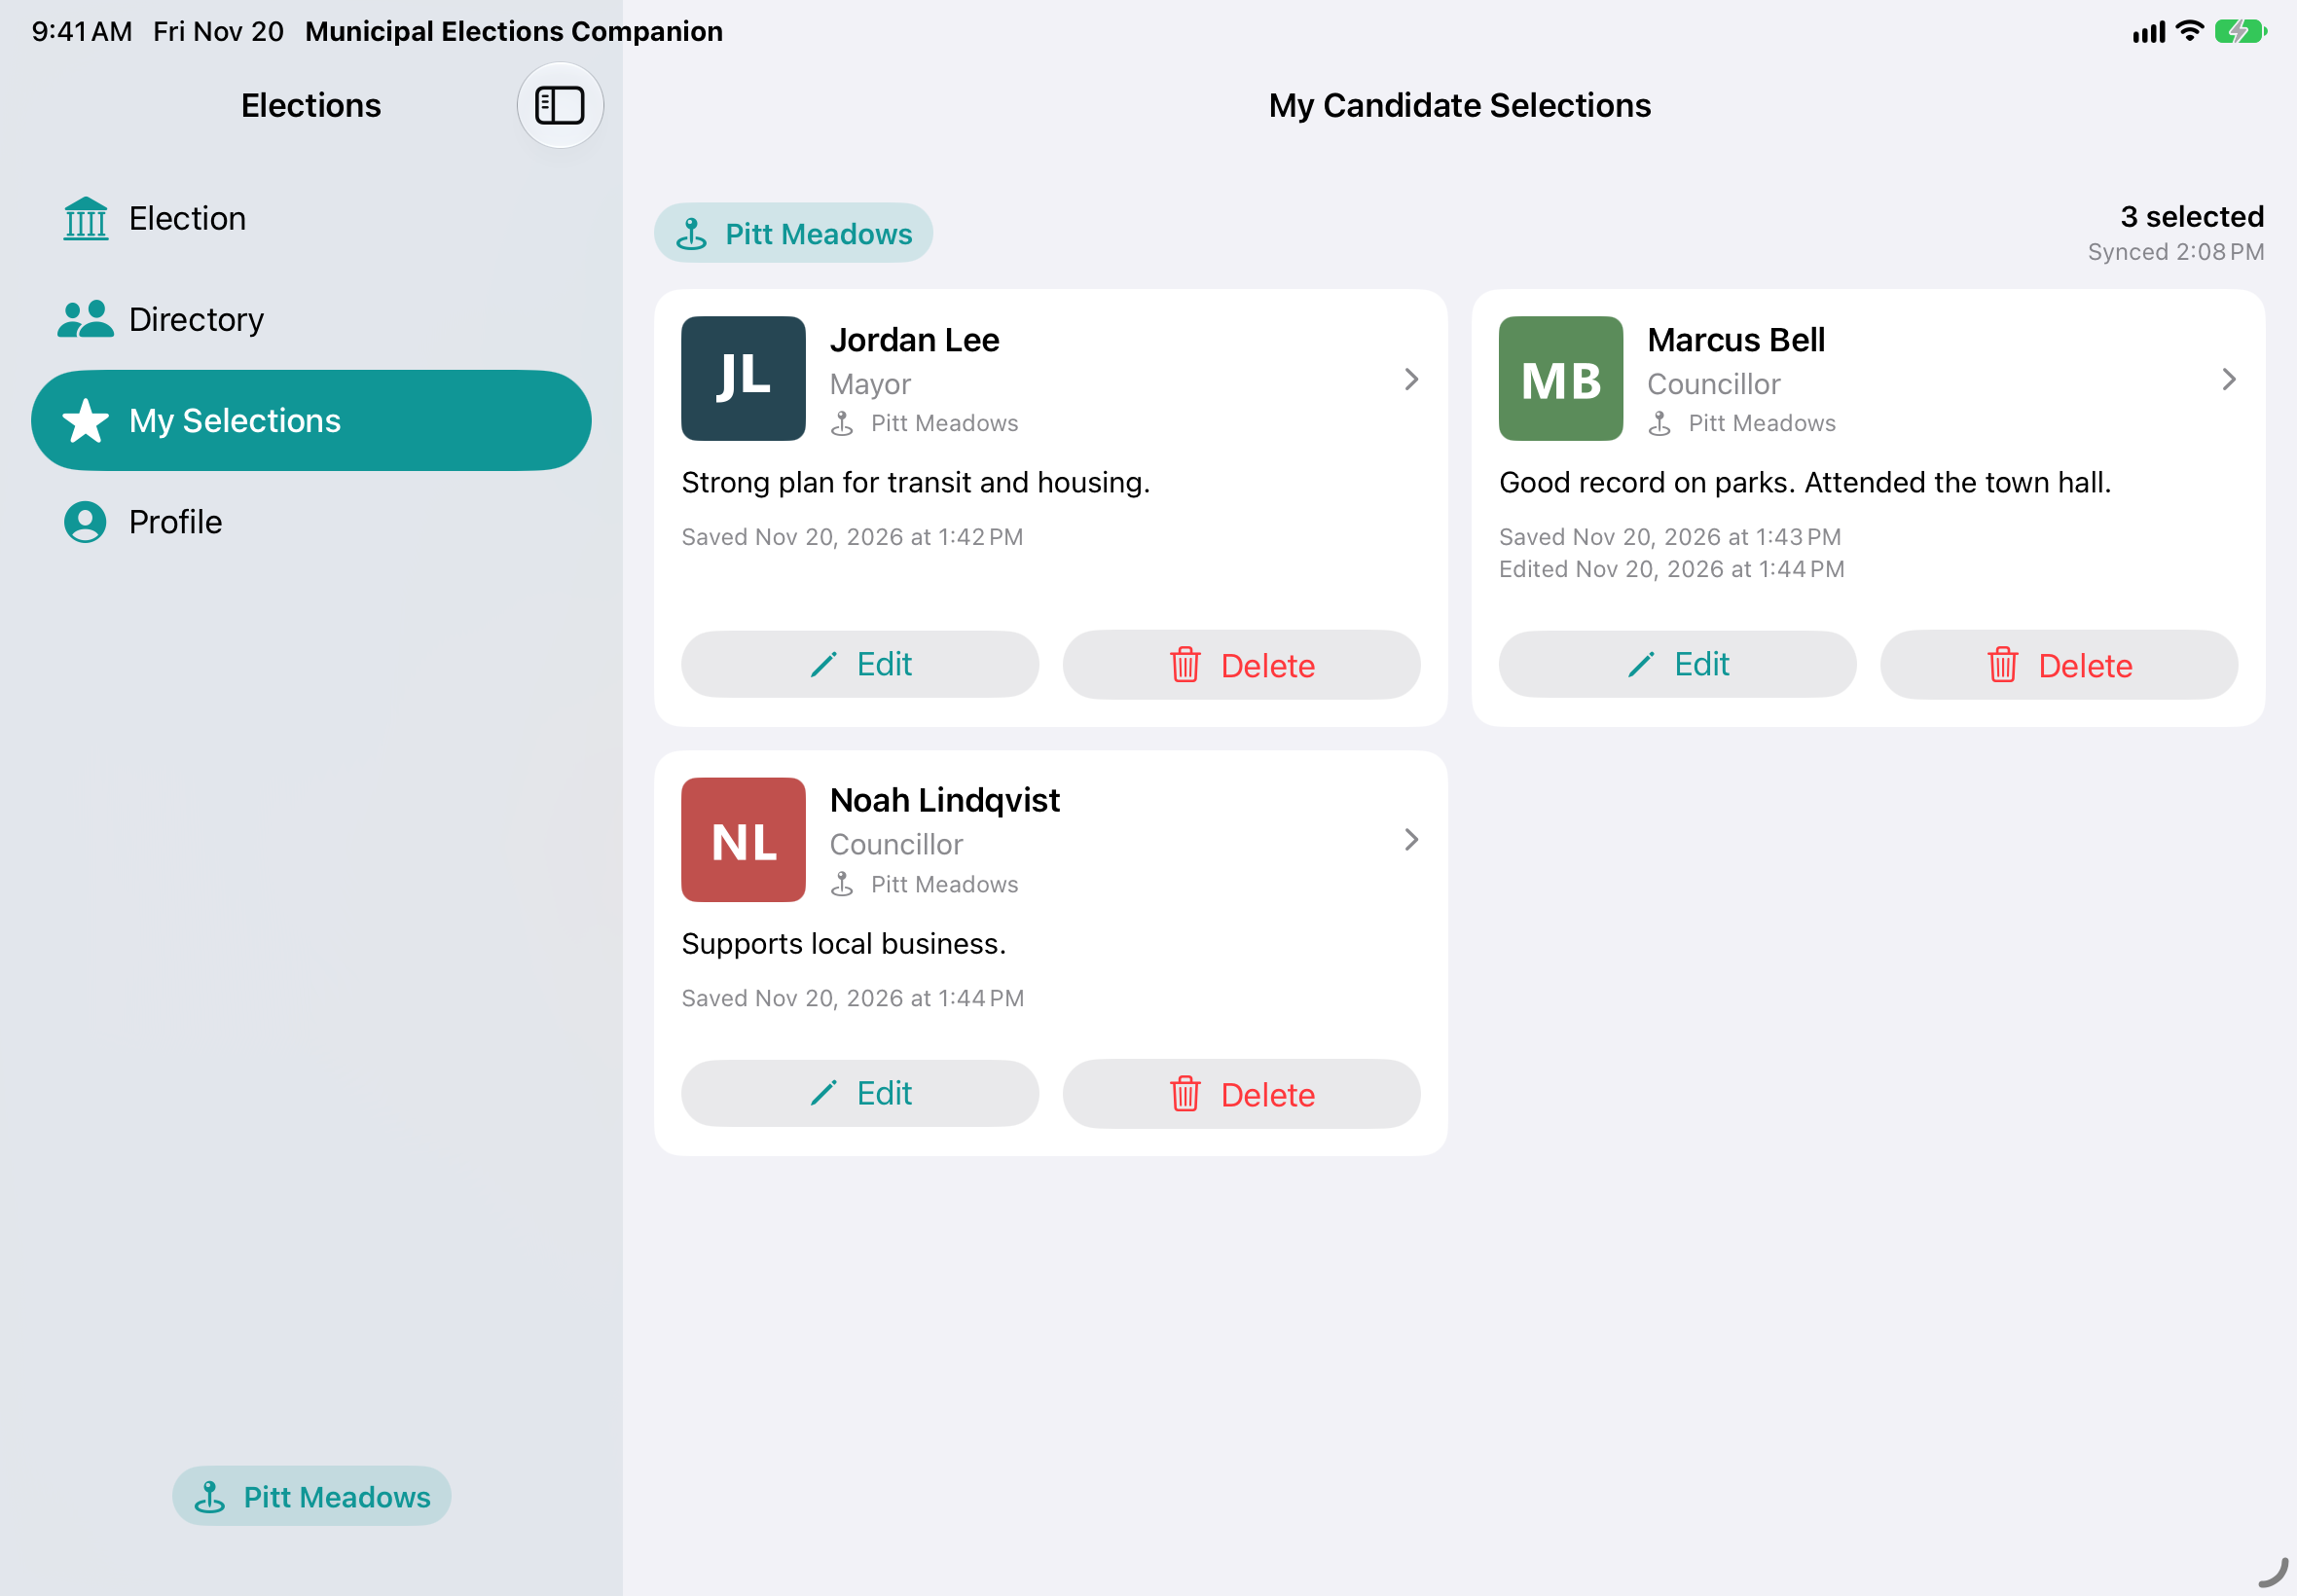 9:41 AM Fri Nov 20 Municipal Elections Companion
Elections
Election
Directory
My Selections
Profile
Pitt Meadows
My Candidate Selections
Pitt Meadows
3 selected
Synced 2:08 PM
JL
Jordan Lee
Mayor
Pitt Meadows
Strong plan for transit and housing.
Saved Nov 20, 2026 at 1:42 PM
Edit
Delete
MB
Marcus Bell
Councillor
Pitt Meadows
Good record on parks. Attended the town hall.
Saved Nov 20, 2026 at 1:43 PM
Edited Nov 20, 2026 at 1:44 PM
Edit
Delete
NL
Noah Lindqvist
Councillor
Pitt Meadows
Supports local business.
Saved Nov 20, 2026 at 1:44 PM
Edit
Delete